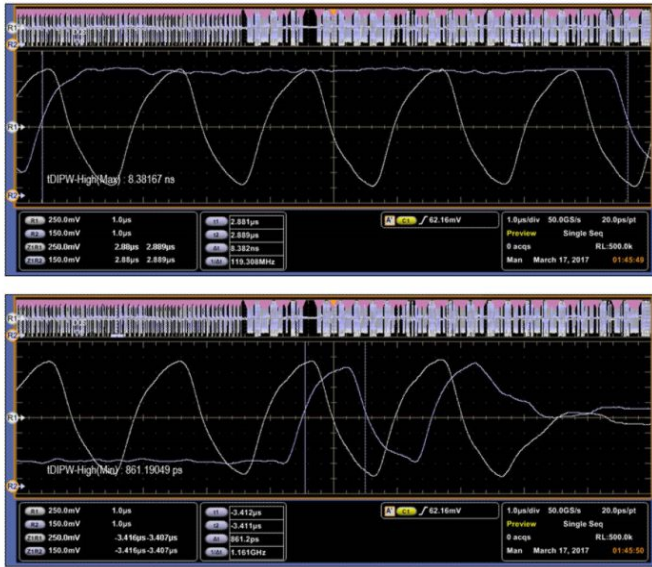 R1
R2
R1
tDIPW-High(Max) : 8.38167 ns
R2
R1 250.0mV 1.0µs
R2 150.0mV 1.0µs
Z1R1 250.0mV 2.88µs 2.889µs
Z1R2 150.0mV 2.88µs 2.889µs
t1 2.881µs
t2 2.889µs
Δt 8.382ns
1/Δt 119.308MHz
A' C1 62.16mV
1.0µs/div 50.0GS/s 20.0ps/pt
Preview Single Seq
0 acqs RL:500.0k
Man March 17, 2017 01:45:49
R1
R2
R1
tDIPW-High(Min) : 861.19049 ps
R2
R1 250.0mV 1.0µs
R2 150.0mV 1.0µs
Z1R1 250.0mV -3.416µs -3.407µs
Z1R2 150.0mV -3.416µs -3.407µs
t1 -3.412µs
t2 -3.411µs
Δt 861.2ps
1/Δt 1.161GHz
A' C1 62.16mV
1.0µs/div 50.0GS/s 20.0ps/pt
Preview Single Seq
0 acqs RL:500.0k
Man March 17, 2017 01:45:50